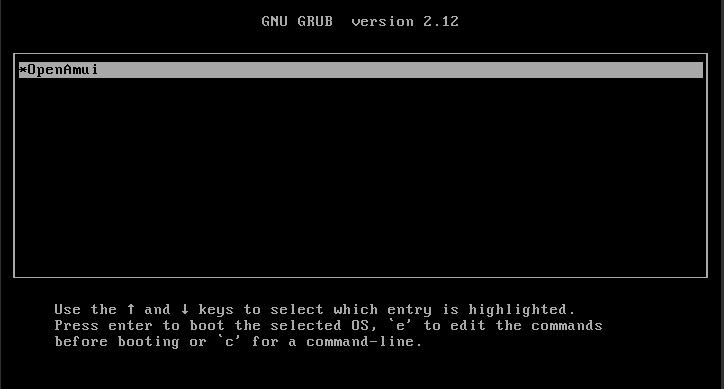 GNU GRUB  version 2.12
*OpenAmui
Use the ↑ and ↓ keys to select which entry is highlighted.
Press enter to boot the selected OS, `e' to edit the commands
before booting or `c' for a command-line.